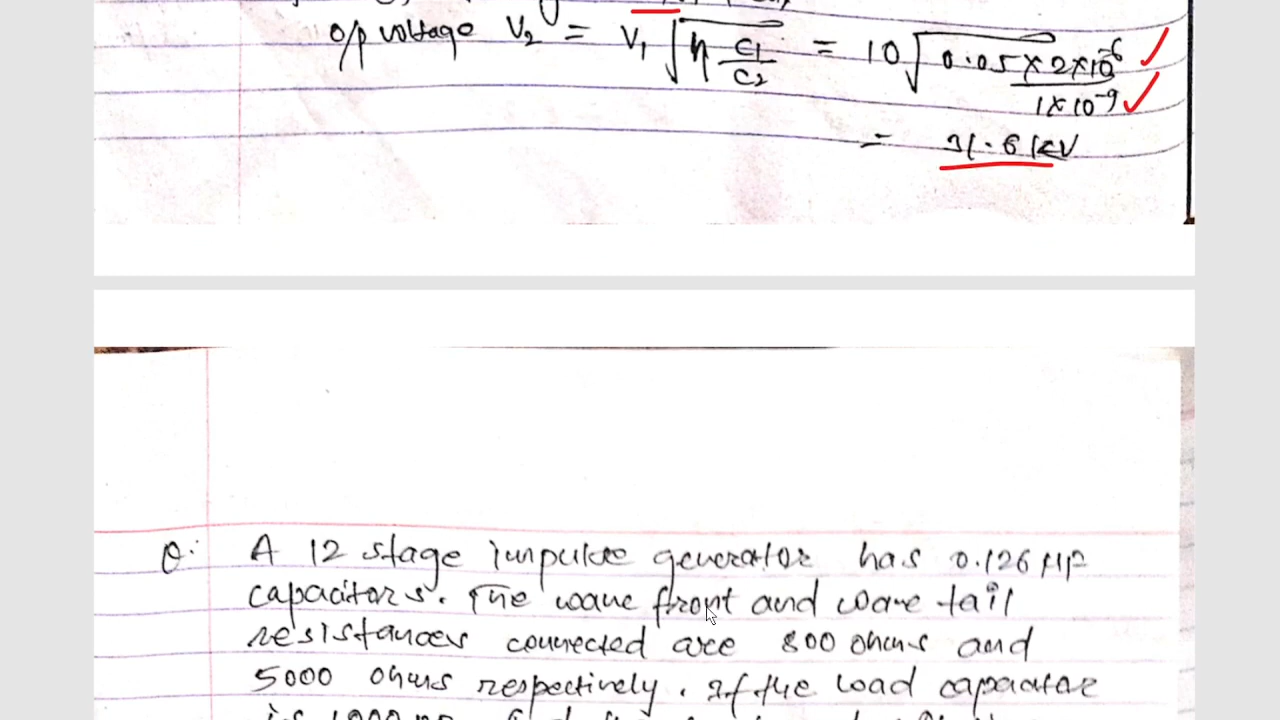 o/p voltage V₂ = V₁ √(η C₁/C₂) = 10 √(0.05 × 2×10⁻⁶ / 1×10⁻⁹)
= 31.6 kV
Q: A 12 stage impulse generator has 0.126 μF
capacitors. The wave front and wave tail
resistances connected are 800 ohms and
5000 ohms respectively. If the load capacitor
is 1000